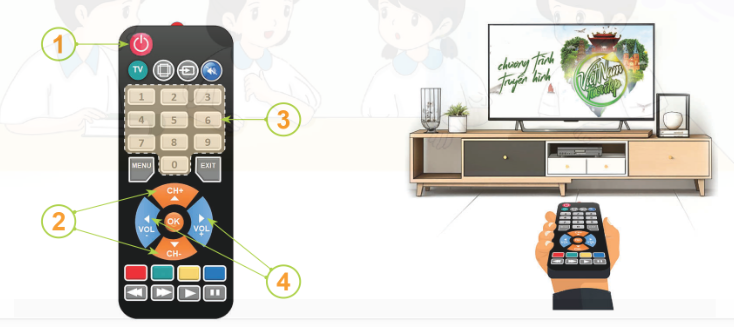 1
TV
1 2 3
4 5 6
7 8 9
MENU 0 EXIT
3
CH+
2
VOL
-
OK
VOL
+
CH-
4
chương trình
truyền hình
Việt Nam